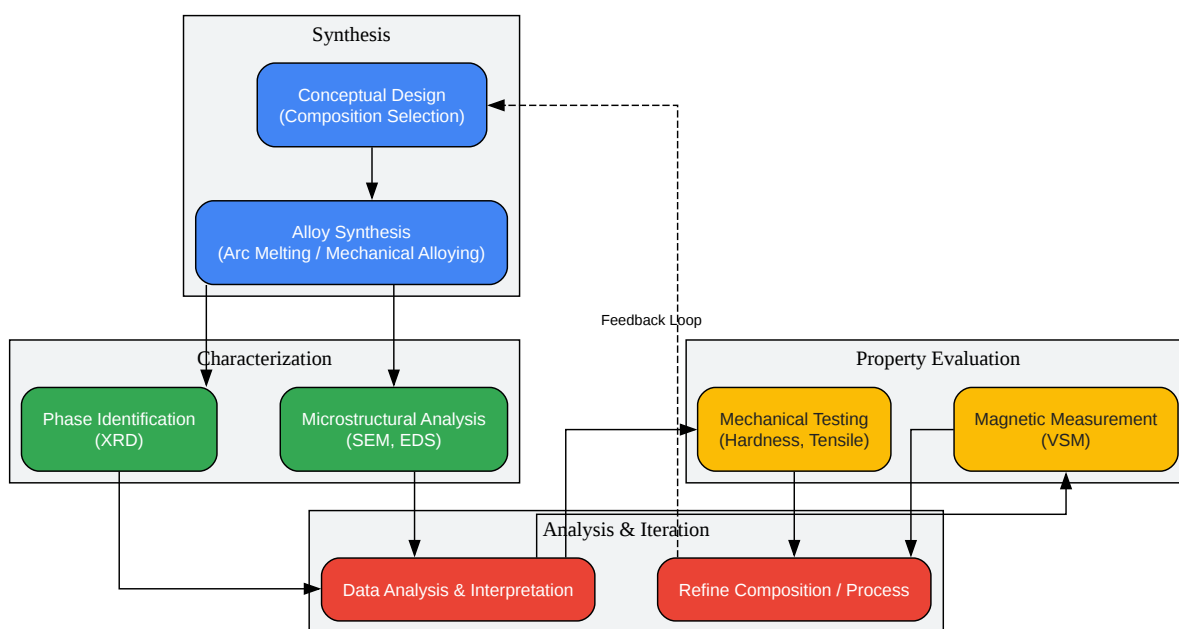 Synthesis
Conceptual Design
(Composition Selection)
Alloy Synthesis
(Arc Melting / Mechanical Alloying)
Feedback Loop
Characterization
Phase Identification
(XRD)
Microstructural Analysis
(SEM, EDS)
Property Evaluation
Mechanical Testing
(Hardness, Tensile)
Magnetic Measurement
(VSM)
Analysis & Iteration
Data Analysis & Interpretation
Refine Composition / Process